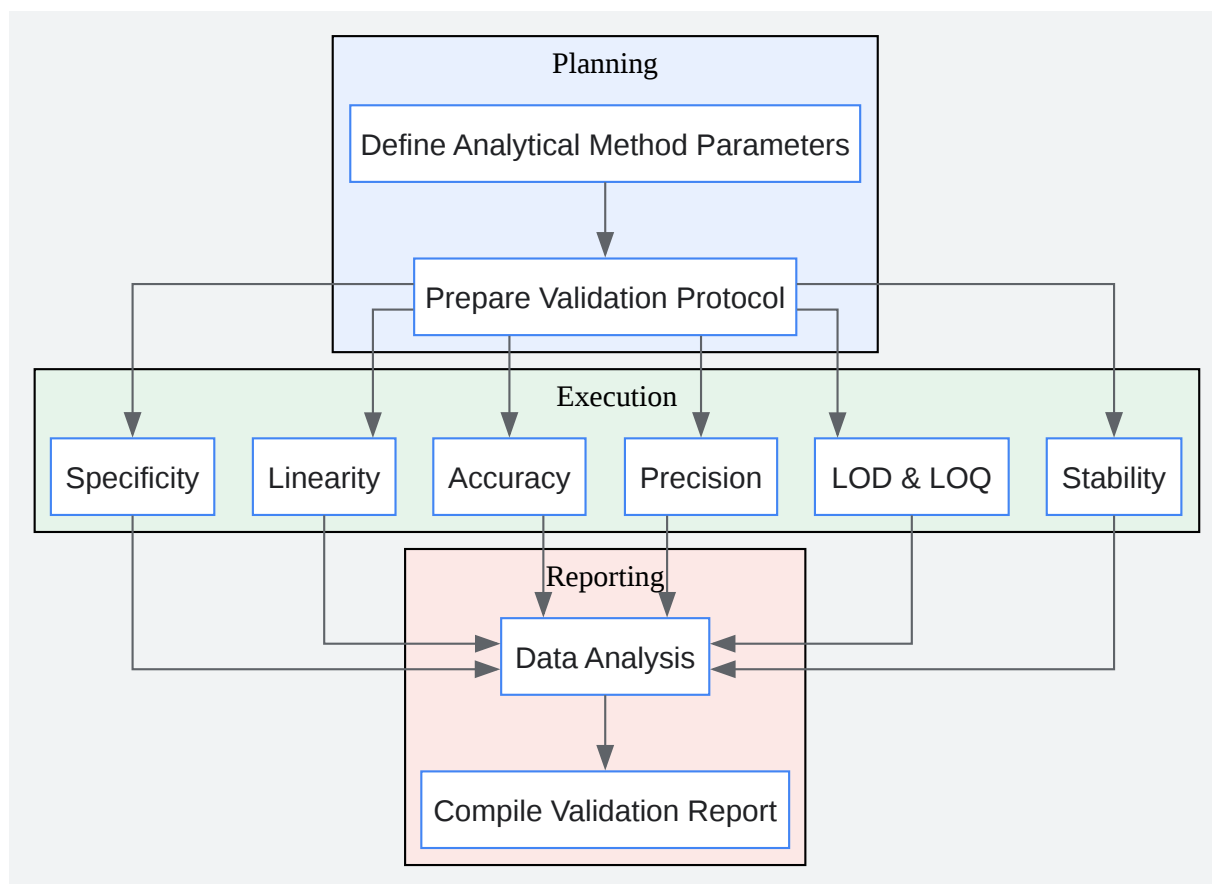 Planning
Define Analytical Method Parameters
Prepare Validation Protocol
Execution
Specificity
Linearity
Accuracy
Precision
LOD & LOQ
Stability
Reporting
Data Analysis
Compile Validation Report